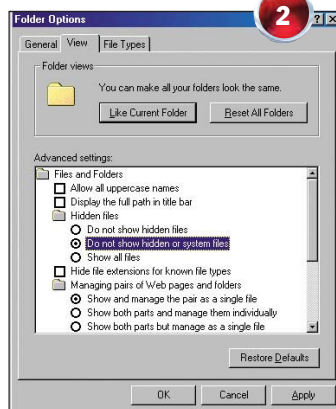 2
Folder Options
General View File Types
Folder views
You can make all your folders look the same.
Like Current Folder Reset All Folders
Advanced settings:
Files and Folders
Allow all uppercase names
Display the full path in title bar
Hidden files
Do not show hidden files
Do not show hidden or system files
Show all files
Hide file extensions for known file types
Managing pairs of Web pages and folders
Show and manage the pair as a single file
Show both parts and manage them individually
Show both parts but manage as a single file
Restore Defaults
OK Cancel Apply